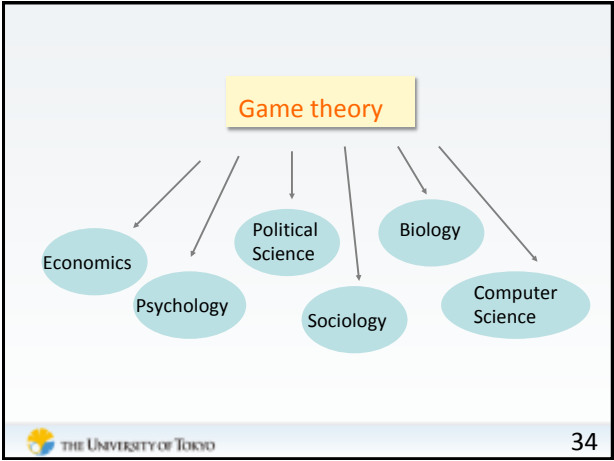 Game theory
Economics
Psychology
Political
Science
Sociology
Biology
Computer
Science
THE UNIVERSITY OF TOKYO
34